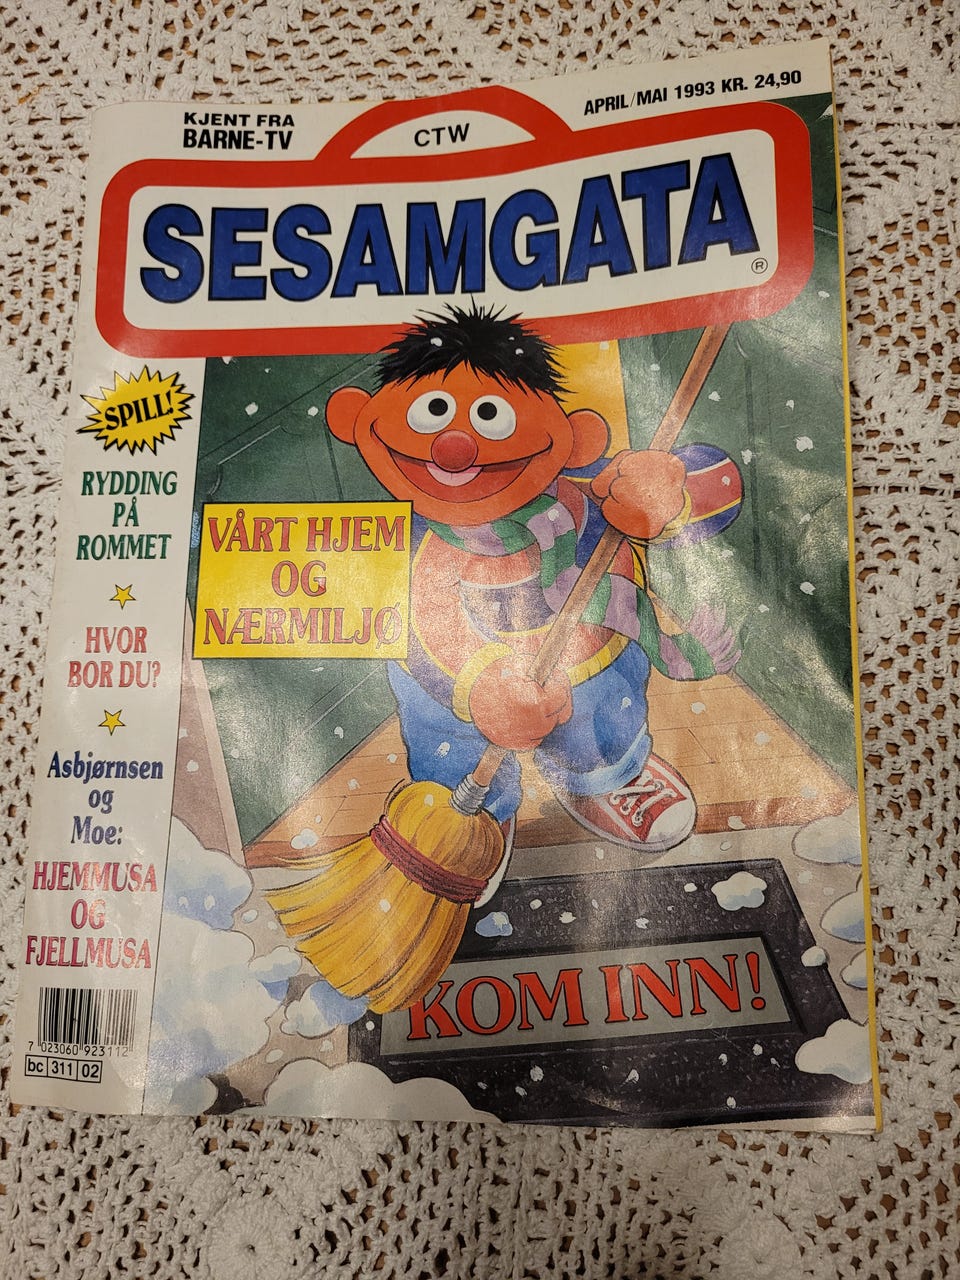 KJENT FRA
BARNE-TV
CTW
APRIL/MAI 1993 KR. 24,90
SESAMGATA
®
SPILL!
RYDDING
PÅ
ROMMET
HVOR
BOR DU?
Asbjørnsen
og
Moe:
HJEMMUSA
OG
FJELLMUSA
VÅRT HJEM
OG
NÆRMILJØ
KOM INN!
7 023060 923112
bc 311 02